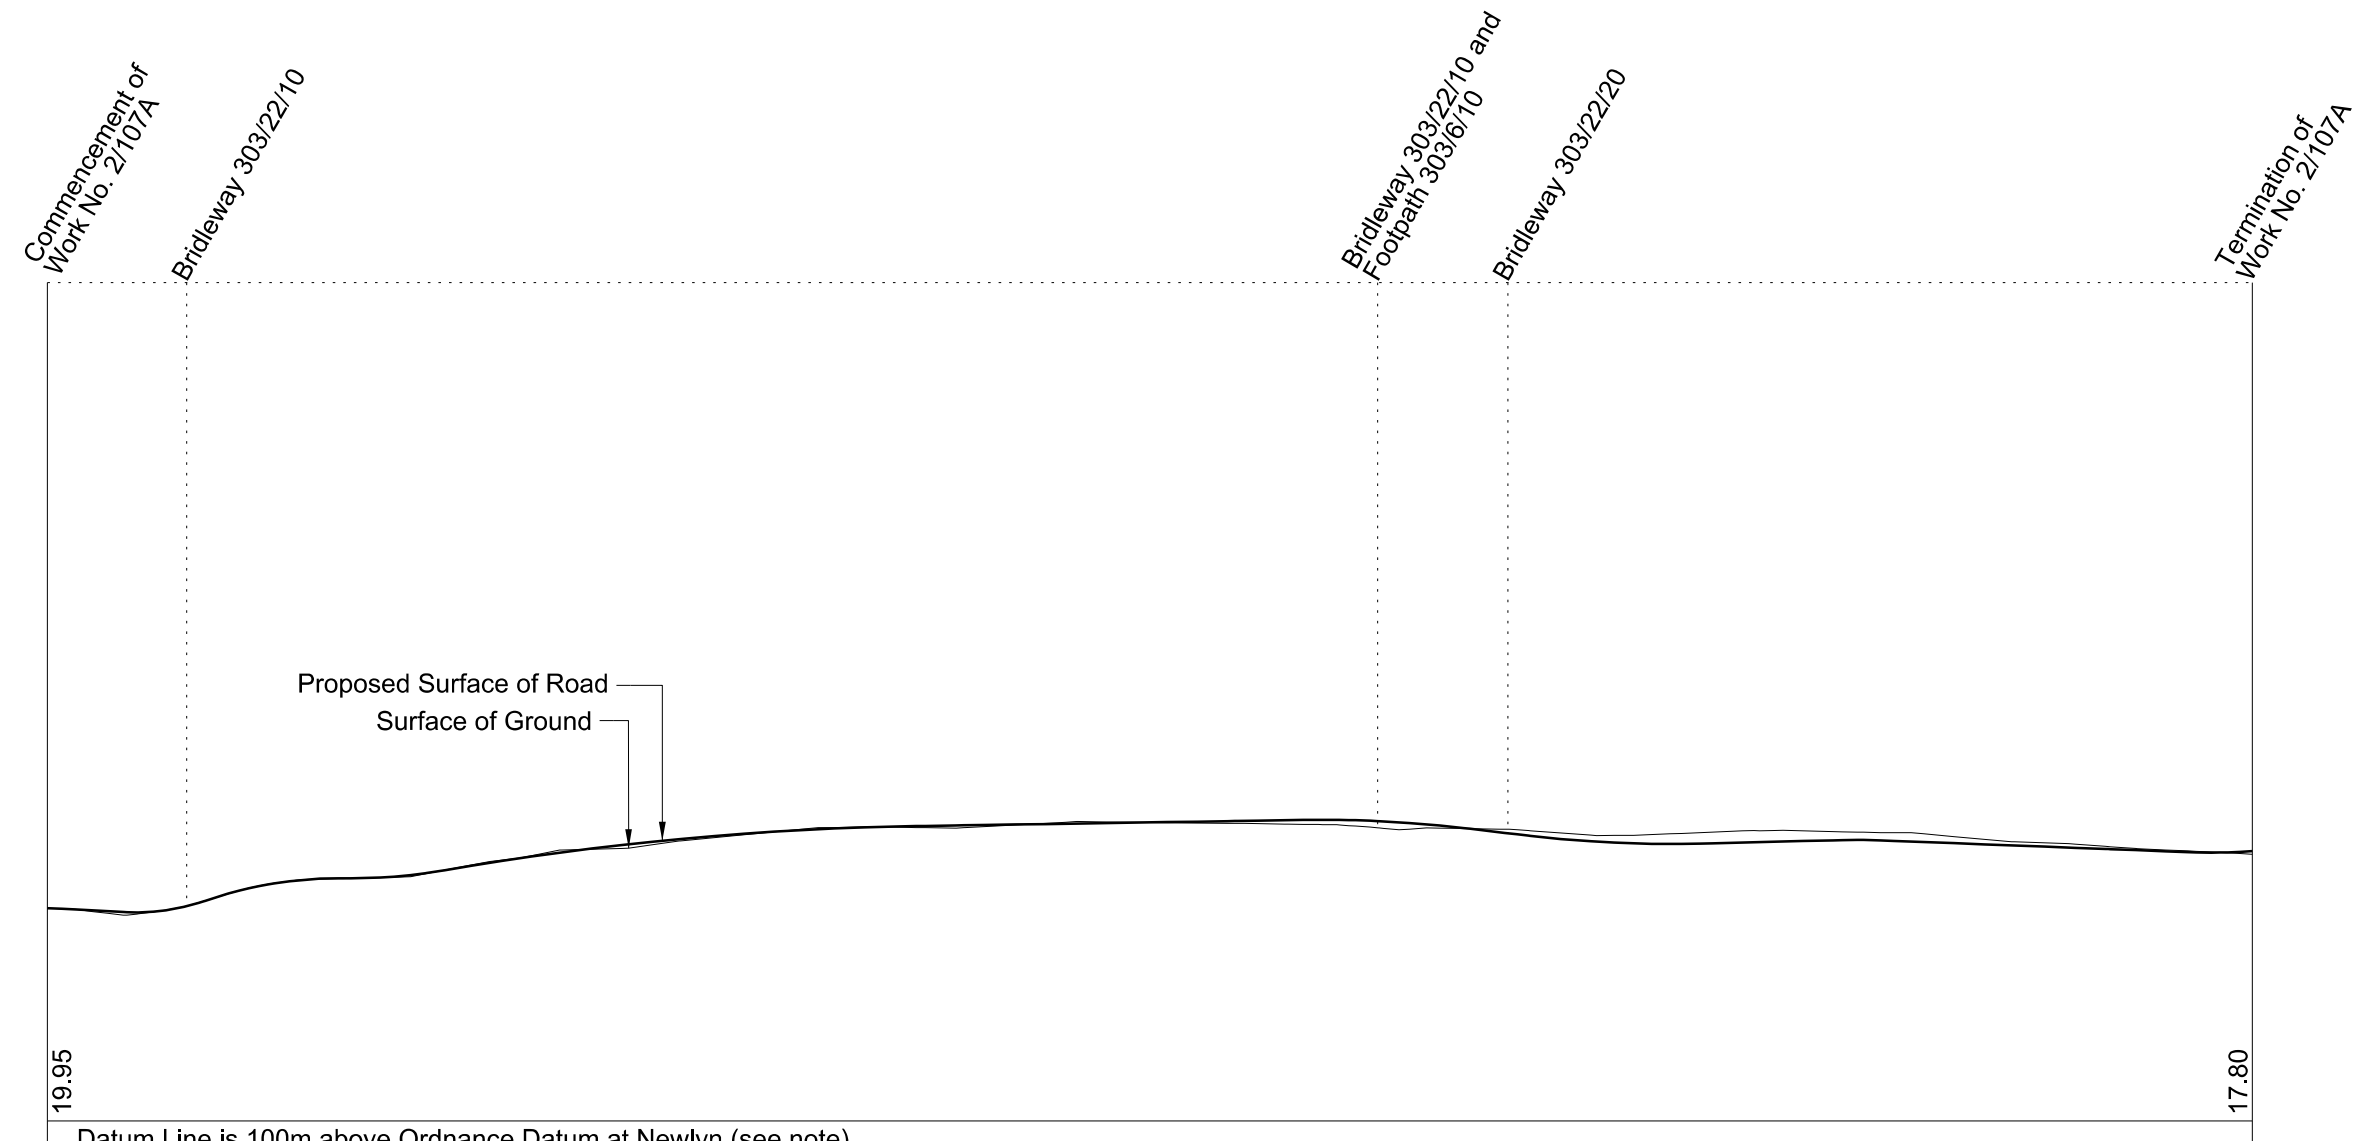 Commencement of
Work No. 2/107A
Bridleway 303/22/10
Bridleway 303/22/10 and
Footpath 303/6/10
Bridleway 303/22/20
Termination of
Work No. 2/107A
Proposed Surface of Road
Surface of Ground
19.95
17.80
Datum Line is 100m above Ordnance Datum at Newlyn (see note)